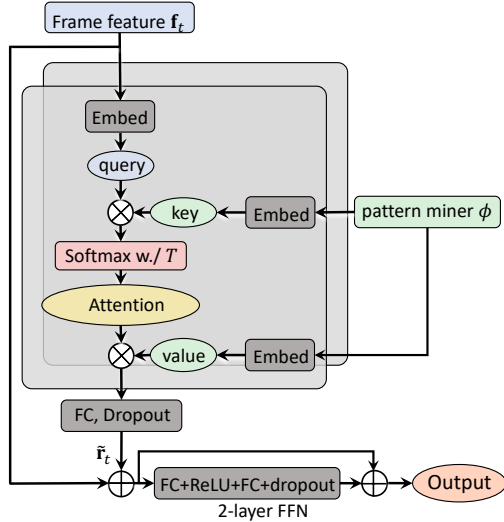 Frame feature f_t
Embed
query
key
Embed
pattern miner ϕ
Softmax w./ T
Attention
value
Embed
FC, Dropout
r̃_t
FC+ReLU+FC+dropout
Output
2-layer FFN